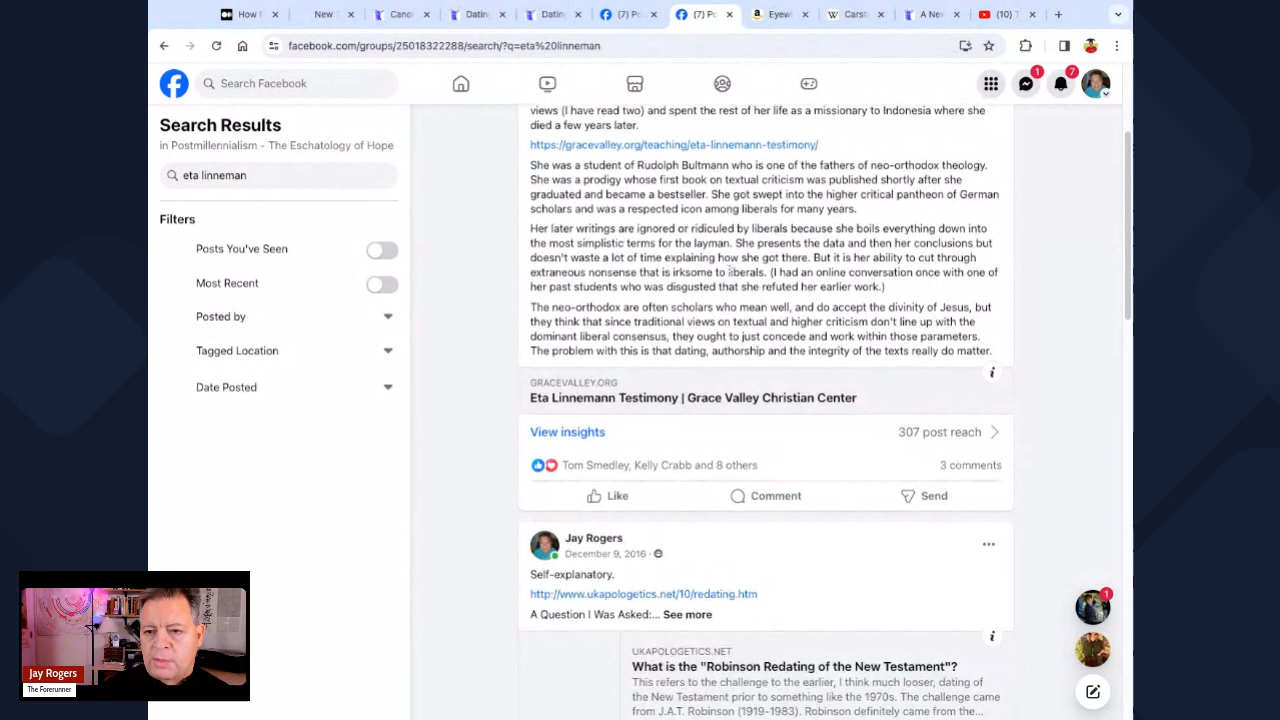 How
New T
Canor
Dating
Dating
(7) Po
(7) Po
Eyewi
Carst
A New
(10) T
facebook.com/groups/25018322288/search/?q=eta%20linneman
Search Facebook
1
7
Search Results
in Postmillennialism - The Eschatology of Hope
eta linneman
Filters
Posts You've Seen
Most Recent
Posted by
Tagged Location
Date Posted
views (I have read two) and spent the rest of her life as a missionary to Indonesia where she
died a few years later.
https://gracevalley.org/teaching/eta-linnemann-testimony/
She was a student of Rudolph Bultmann who is one of the fathers of neo-orthodox theology.
She was a prodigy whose first book on textual criticism was published shortly after she
graduated and became a bestseller. She got swept into the higher critical pantheon of German
scholars and was a respected icon among liberals for many years.
Her later writings are ignored or ridiculed by liberals because she boils everything down into
the most simplistic terms for the layman. She presents the data and then her conclusions but
doesn't waste a lot of time explaining how she got there. But it is her ability to cut through
extraneous nonsense that is irksome to liberals. (I had an online conversation once with one of
her past students who was disgusted that she refuted her earlier work.)
The neo-orthodox are often scholars who mean well, and do accept the divinity of Jesus, but
they think that since traditional views on textual and higher criticism don't line up with the
dominant liberal consensus, they ought to just concede and work within those parameters.
The problem with this is that dating, authorship and the integrity of the texts really do matter.
GRACEVALLEY.ORG
Eta Linnemann Testimony | Grace Valley Christian Center
View insights
307 post reach
Tom Smedley, Kelly Crabb and 8 others
3 comments
Like
Comment
Send
Jay Rogers
December 9, 2016
Self-explanatory.
http://www.ukapologetics.net/10/redating.htm
A Question I Was Asked:... See more
UKAPOLOGETICS.NET
What is the "Robinson Redating of the New Testament"?
This refers to the challenge to the earlier, I think much looser, dating of
the New Testament prior to something like the 1970s. The challenge came
from J.A.T. Robinson (1919-1983). Robinson definitely came from the...
1
Jay Rogers
The Forerunner